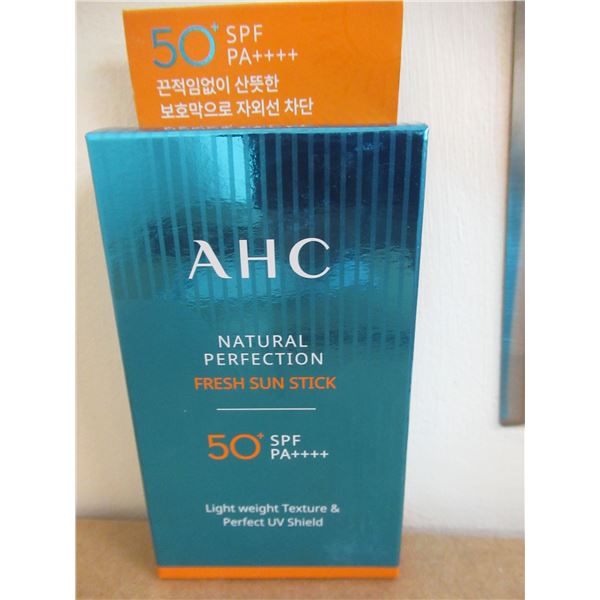 50+ SPF
PA++++
끈적임없이 산뜻한
보호막으로 자외선 차단
AHC
NATURAL
PERFECTION
FRESH SUN STICK
50+ SPF
PA++++
Light weight Texture &
Perfect UV Shield